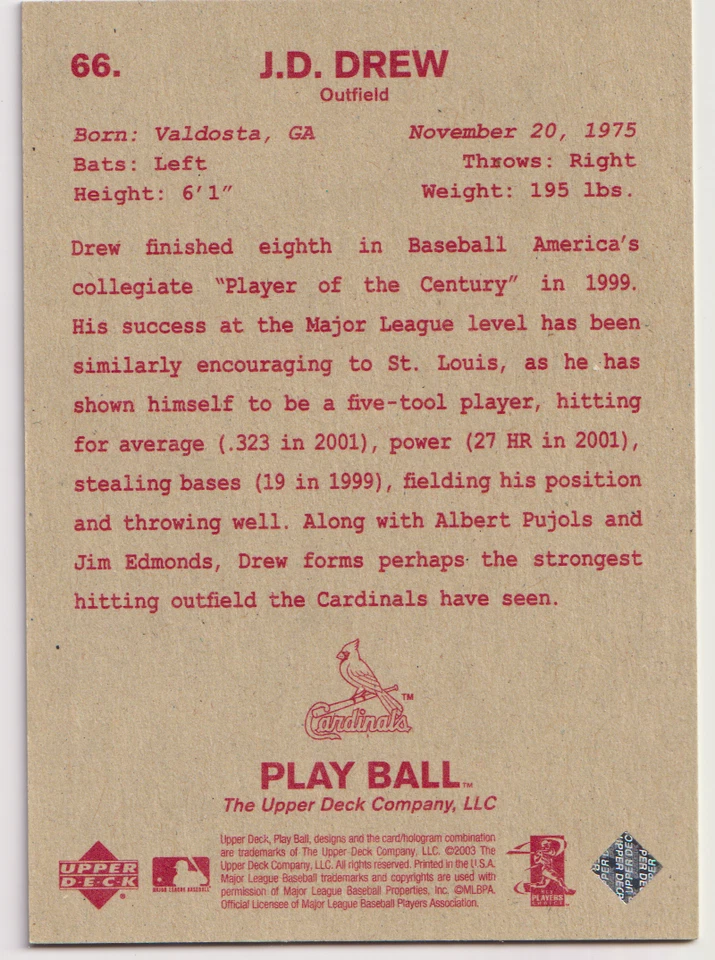 66. J.D. DREW
Outfield
Born: Valdosta, GA November 20, 1975
Bats: Left Throws: Right
Height: 6'1" Weight: 195 lbs.
Drew finished eighth in Baseball America's
collegiate "Player of the Century" in 1999.
His success at the Major League level has been
similarly encouraging to St. Louis, as he has
shown himself to be a five-tool player, hitting
for average (.323 in 2001), power (27 HR in 2001),
stealing bases (19 in 1999), fielding his position
and throwing well. Along with Albert Pujols and
Jim Edmonds, Drew forms perhaps the strongest
hitting outfield the Cardinals have seen.
Cardinals™
PLAY BALL™
The Upper Deck Company, LLC
Upper Deck, Play Ball, designs and the card/hologram combination
are trademarks of The Upper Deck Company, LLC. ©2003 The
Upper Deck Company, LLC. All rights reserved. Printed in the U.S.A.
Major League Baseball trademarks and copyrights are used with
permission of Major League Baseball Properties, Inc. ©MLBPA.
Official Licensee of Major League Baseball Players Association.
UPPER
D·E·C·K
®
MAJOR LEAGUE BASEBALL
PLAYERS
UPPER DECK